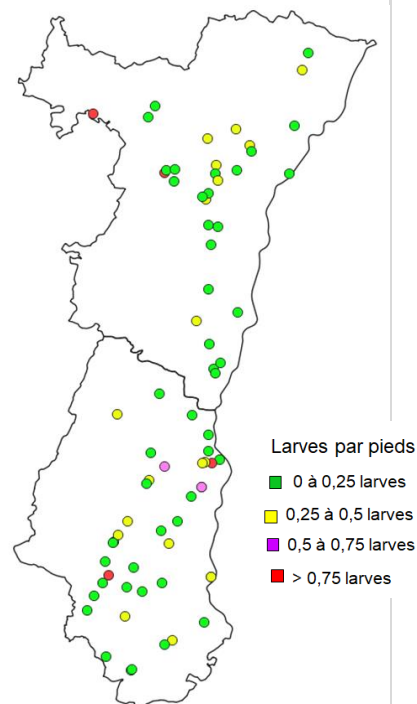 Larves par pieds
0 à 0,25 larves
0,25 à 0,5 larves
0,5 à 0,75 larves
> 0,75 larves